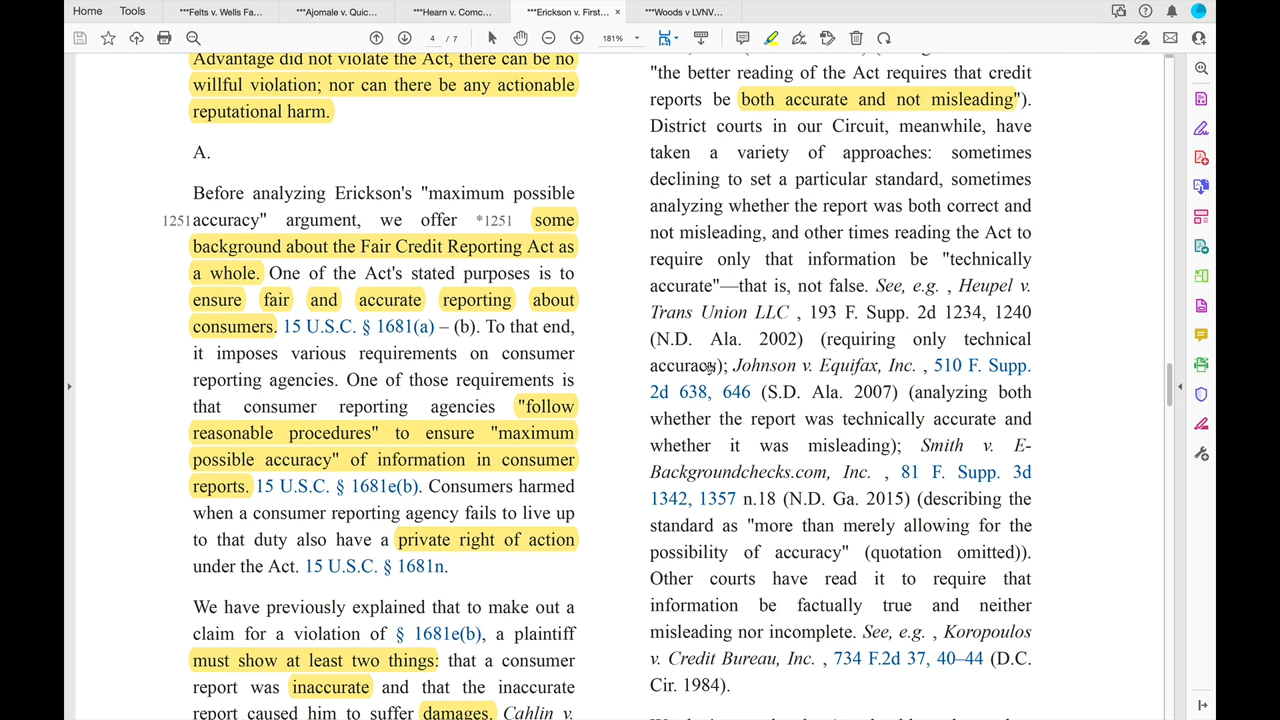 Home Tools ***Felts v. Wells Fa... ***Ajomale v. Quic... ***Hearn v. Comc... ***Erickson v. First... × ***Woods v LVNV...
4 / 7 181%
Advantage did not violate the Act, there can be no
willful violation; nor can there be any actionable
reputational harm.
A.
Before analyzing Erickson's "maximum possible
1251 accuracy" argument, we offer *1251 some
background about the Fair Credit Reporting Act as
a whole. One of the Act's stated purposes is to
ensure fair and accurate reporting about
consumers. 15 U.S.C. § 1681(a) – (b). To that end,
it imposes various requirements on consumer
reporting agencies. One of those requirements is
that consumer reporting agencies "follow
reasonable procedures" to ensure "maximum
possible accuracy" of information in consumer
reports. 15 U.S.C. § 1681e(b). Consumers harmed
when a consumer reporting agency fails to live up
to that duty also have a private right of action
under the Act. 15 U.S.C. § 1681n.
We have previously explained that to make out a
claim for a violation of § 1681e(b), a plaintiff
must show at least two things: that a consumer
report was inaccurate and that the inaccurate
report caused him to suffer damages. Cahlin v.
"the better reading of the Act requires that credit
reports be both accurate and not misleading").
District courts in our Circuit, meanwhile, have
taken a variety of approaches: sometimes
declining to set a particular standard, sometimes
analyzing whether the report was both correct and
not misleading, and other times reading the Act to
require only that information be "technically
accurate"—that is, not false. See, e.g. , Heupel v.
Trans Union LLC , 193 F. Supp. 2d 1234, 1240
(N.D. Ala. 2002) (requiring only technical
accuracy); Johnson v. Equifax, Inc. , 510 F. Supp.
2d 638, 646 (S.D. Ala. 2007) (analyzing both
whether the report was technically accurate and
whether it was misleading); Smith v. E-
Backgroundchecks.com, Inc. , 81 F. Supp. 3d
1342, 1357 n.18 (N.D. Ga. 2015) (describing the
standard as "more than merely allowing for the
possibility of accuracy" (quotation omitted)).
Other courts have read it to require that
information be factually true and neither
misleading nor incomplete. See, e.g. , Koropoulos
v. Credit Bureau, Inc. , 734 F.2d 37, 40–44 (D.C.
Cir. 1984).